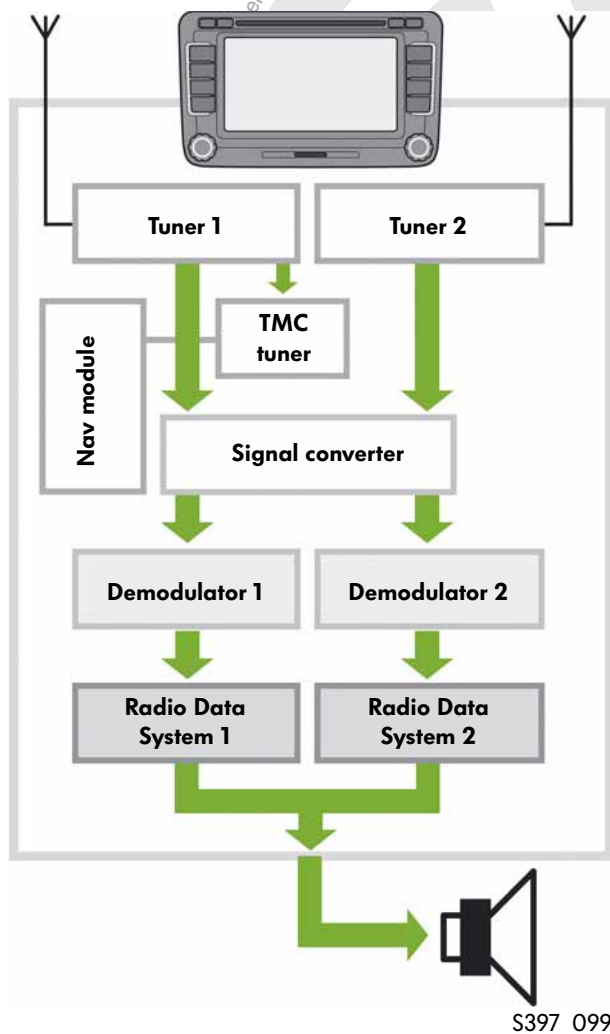 Tuner 1
Tuner 2
TMC
tuner
Nav module
Signal converter
Demodulator 1
Demodulator 2
Radio Data
System 1
Radio Data
System 2
S397_099